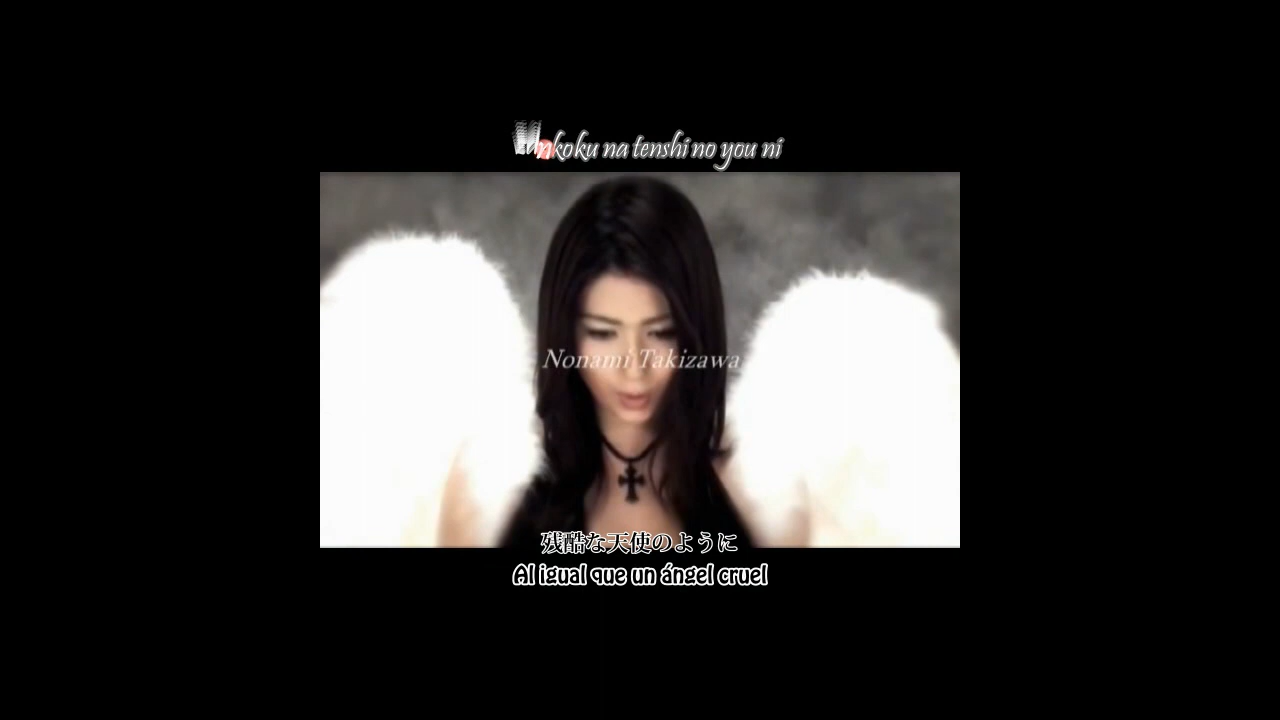 Zankoku na tenshi no you ni
Nonami Takizawa
残酷な天使のように
Al igual que un ángel cruel